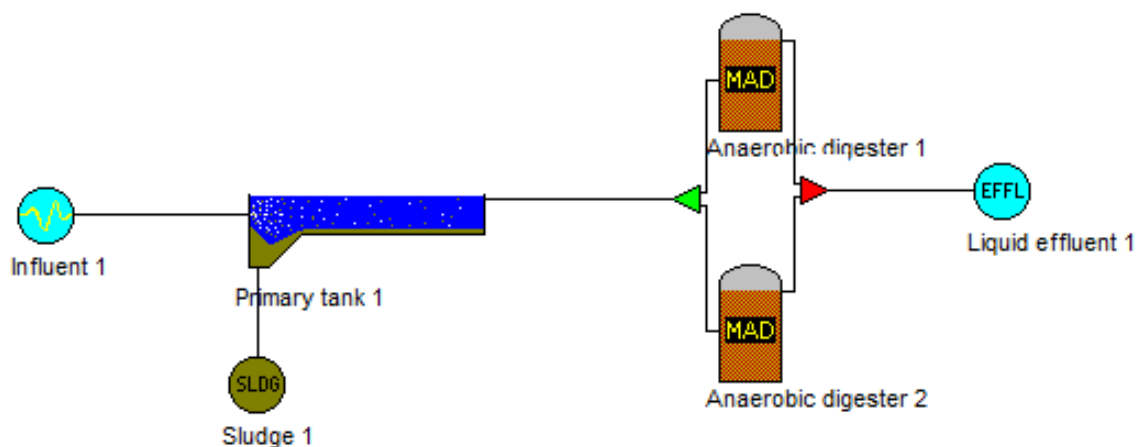 MAD
Anaerobic digester 1
EFFL
Liquid effluent 1
Influent 1
Primary tank 1
MAD
SLDG
Anaerobic digester 2
Sludge 1